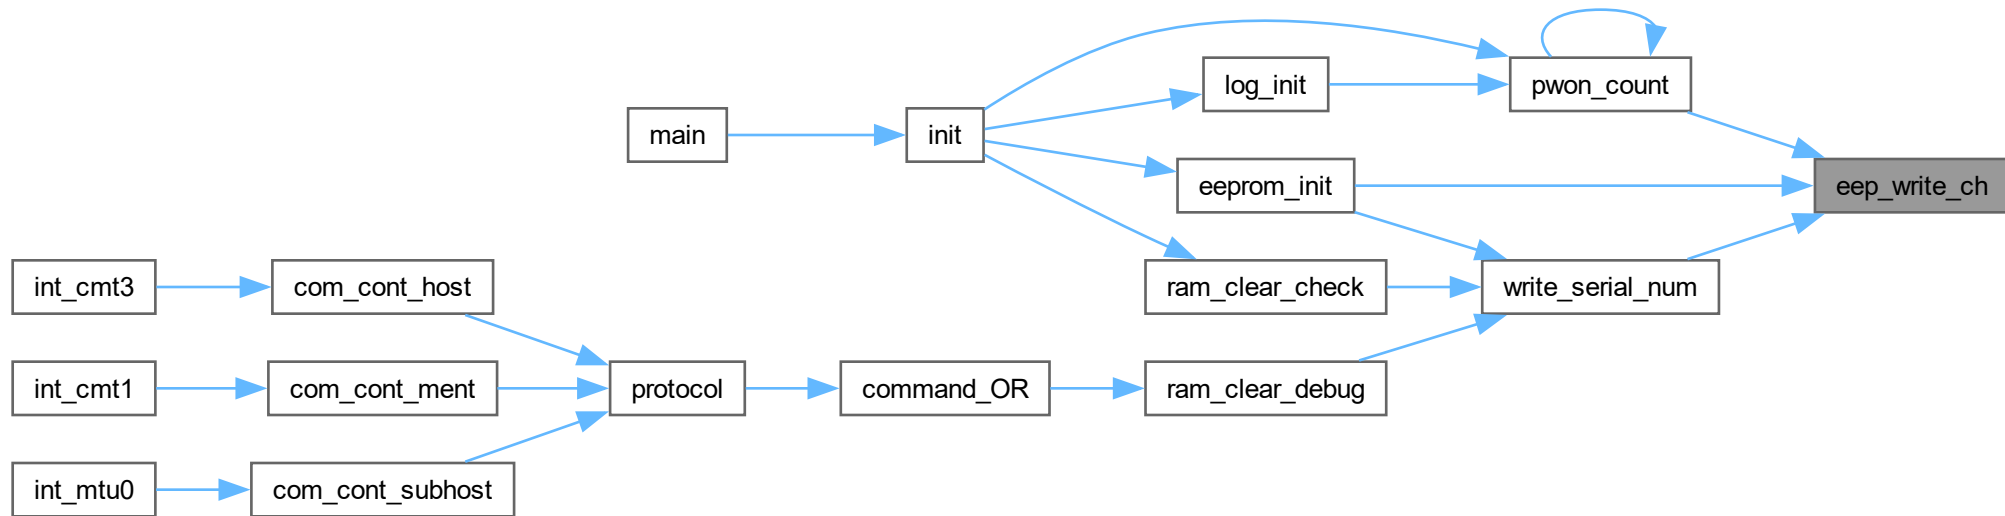 pwon_count
log_init
main
init
eeprom_init
eep_write_ch
int_cmt3
com_cont_host
ram_clear_check
write_serial_num
int_cmt1
com_cont_ment
protocol
command_OR
ram_clear_debug
int_mtu0
com_cont_subhost